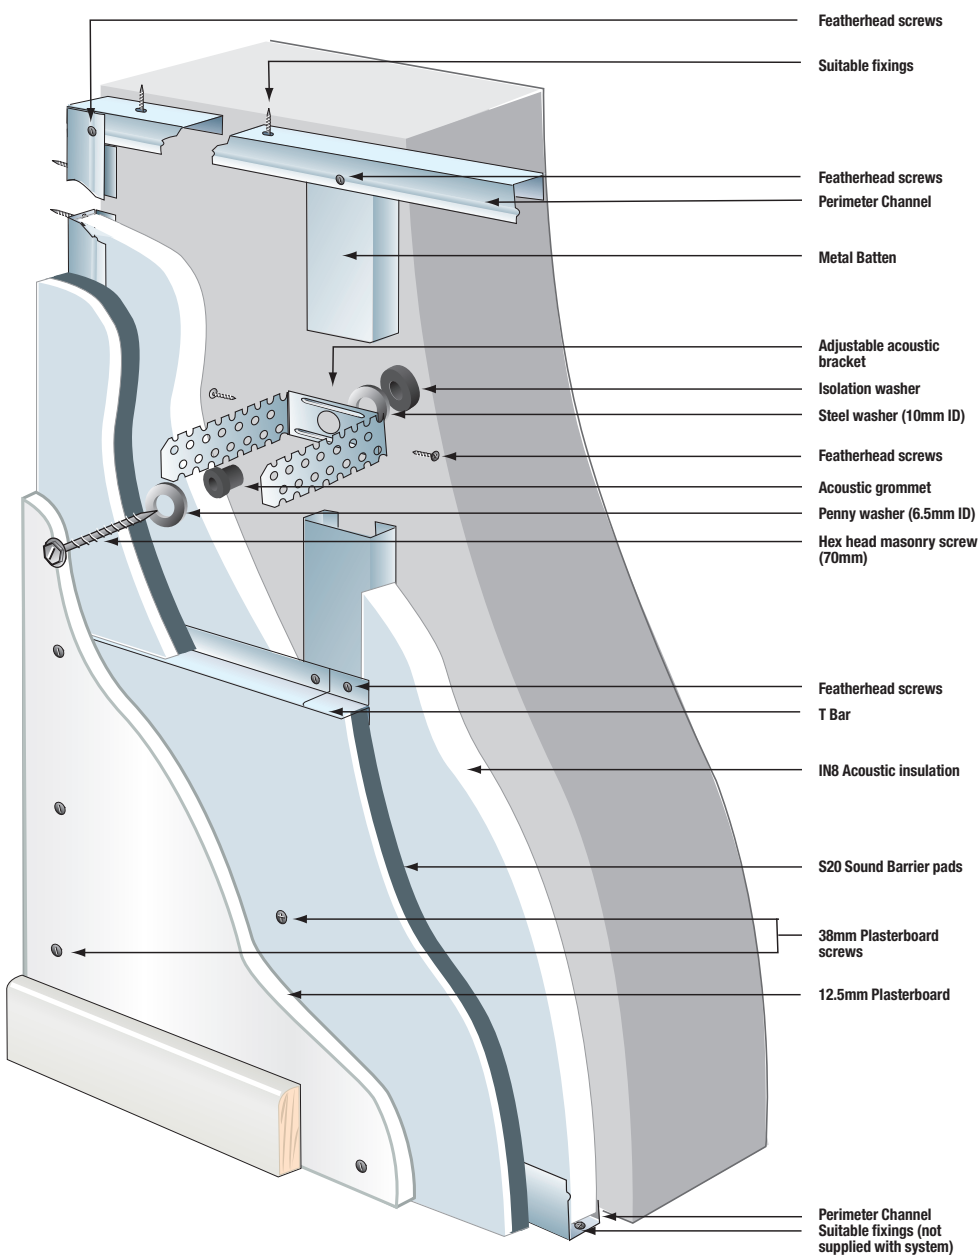 Featherhead screws
Suitable fixings
Featherhead screws
Perimeter Channel
Metal Batten
Adjustable acoustic
bracket
Isolation washer
Steel washer (10mm ID)
Featherhead screws
Acoustic grommet
Penny washer (6.5mm ID)
Hex head masonry screw
(70mm)
Featherhead screws
T Bar
IN8 Acoustic insulation
S20 Sound Barrier pads
38mm Plasterboard
screws
12.5mm Plasterboard
Perimeter Channel
Suitable fixings (not
supplied with system)